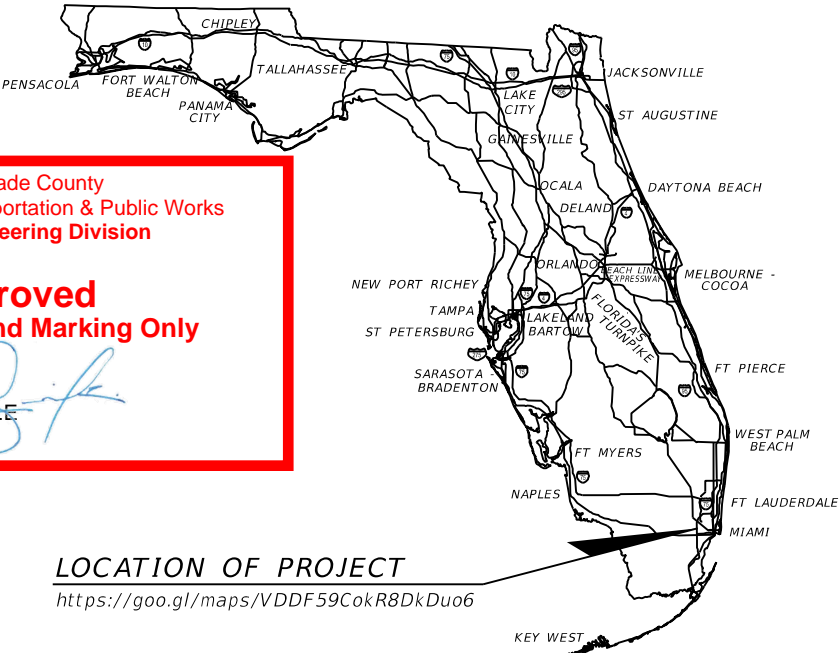 CHIPLEY
PENSACOLA
FORT WALTON
BEACH
PANAMA
CITY
TALLAHASSEE
JACKSONVILLE
LAKE
CITY
ST AUGUSTINE
GAINESVILLE
OCALA
DAYTONA BEACH
DELAND
ade County
ortation & Public Works
eering Division
roved
nd Marking Only
LE
ORLANDO
BEACH LINE
EXPRESSWAY
MELBOURNE -
COCOA
NEW PORT RICHEY
TAMPA
ST PETERSBURG
LAKELAND
BARTOW
FLORIDA'S
TURNPIKE
SARASOTA -
BRADENTON
FT PIERCE
WEST PALM
BEACH
FT MYERS
NAPLES
FT LAUDERDALE
MIAMI
LOCATION OF PROJECT
https://goo.gl/maps/VDDF59CokR8DkDuo6
KEY WEST